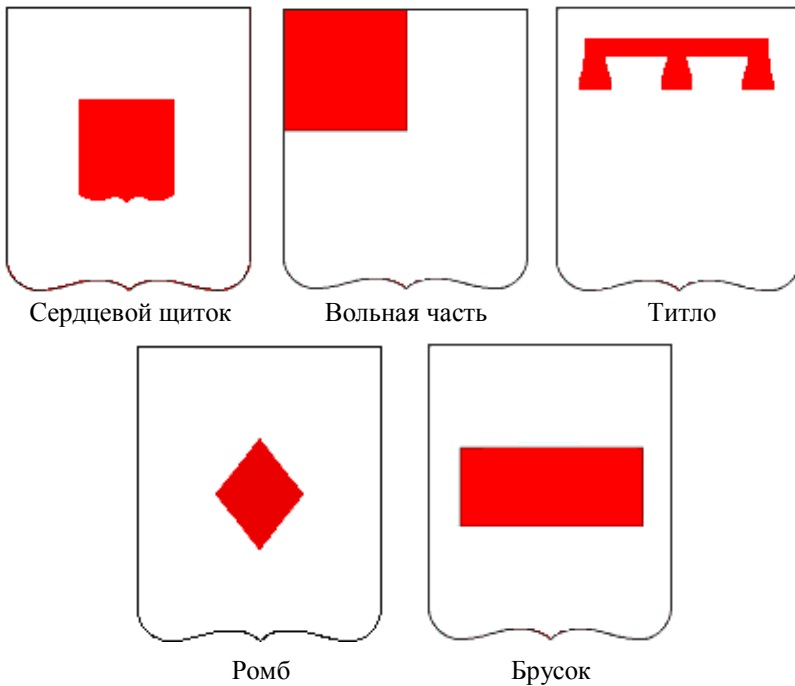 Сердцевой щиток
Вольная часть
Титло
Ромб
Брусок